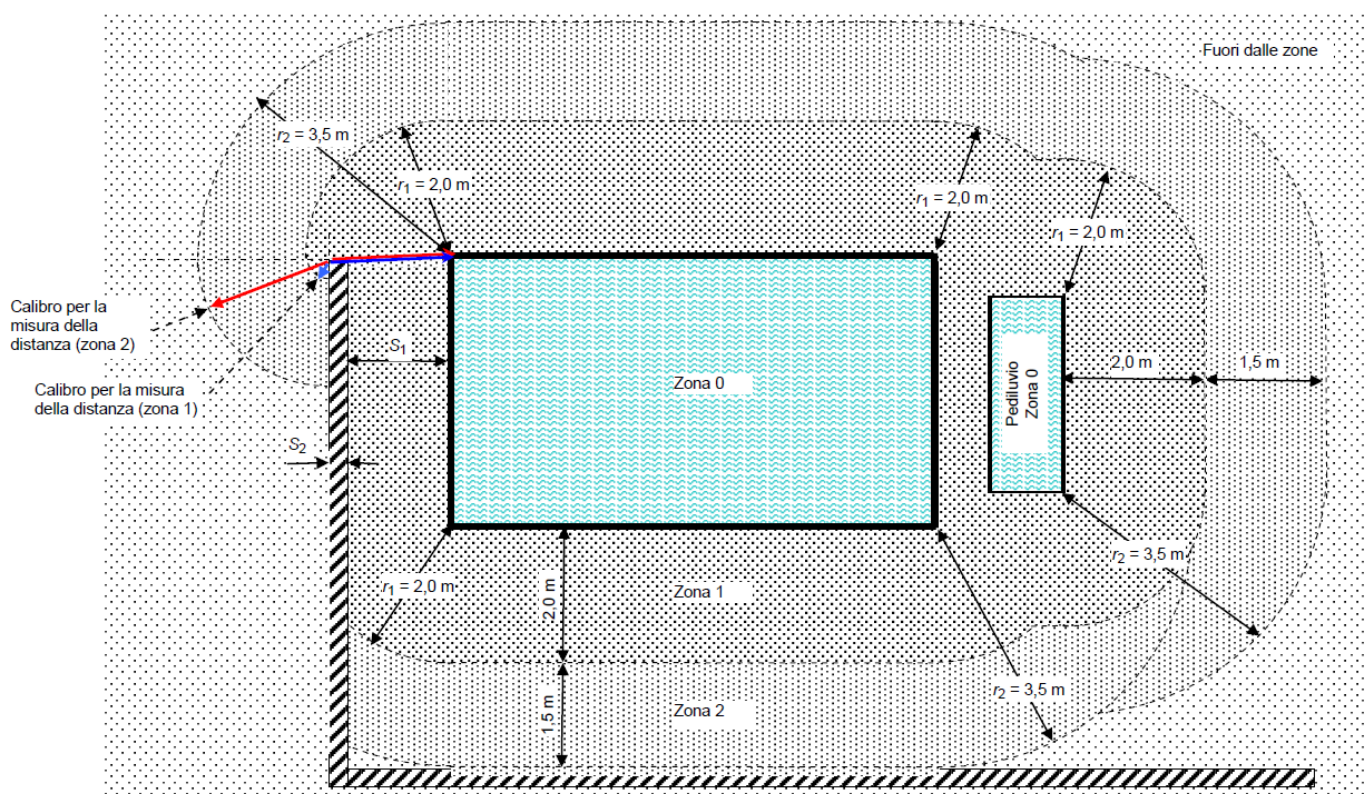 Fuori dalle zone
r2 = 3,5 m
r1 = 2,0 m
r1 = 2,0 m
r1 = 2,0 m
Calibro per la
misura della
distanza (zona 2)
S1
Calibro per la misura
della distanza (zona 1)
Zona 0
Pediluvio
Zona 0
2,0 m
1,5 m
S2
r2 = 3,5 m
r1 = 2,0 m
2,0 m
Zona 1
r2 = 3,5 m
1,5 m
Zona 2